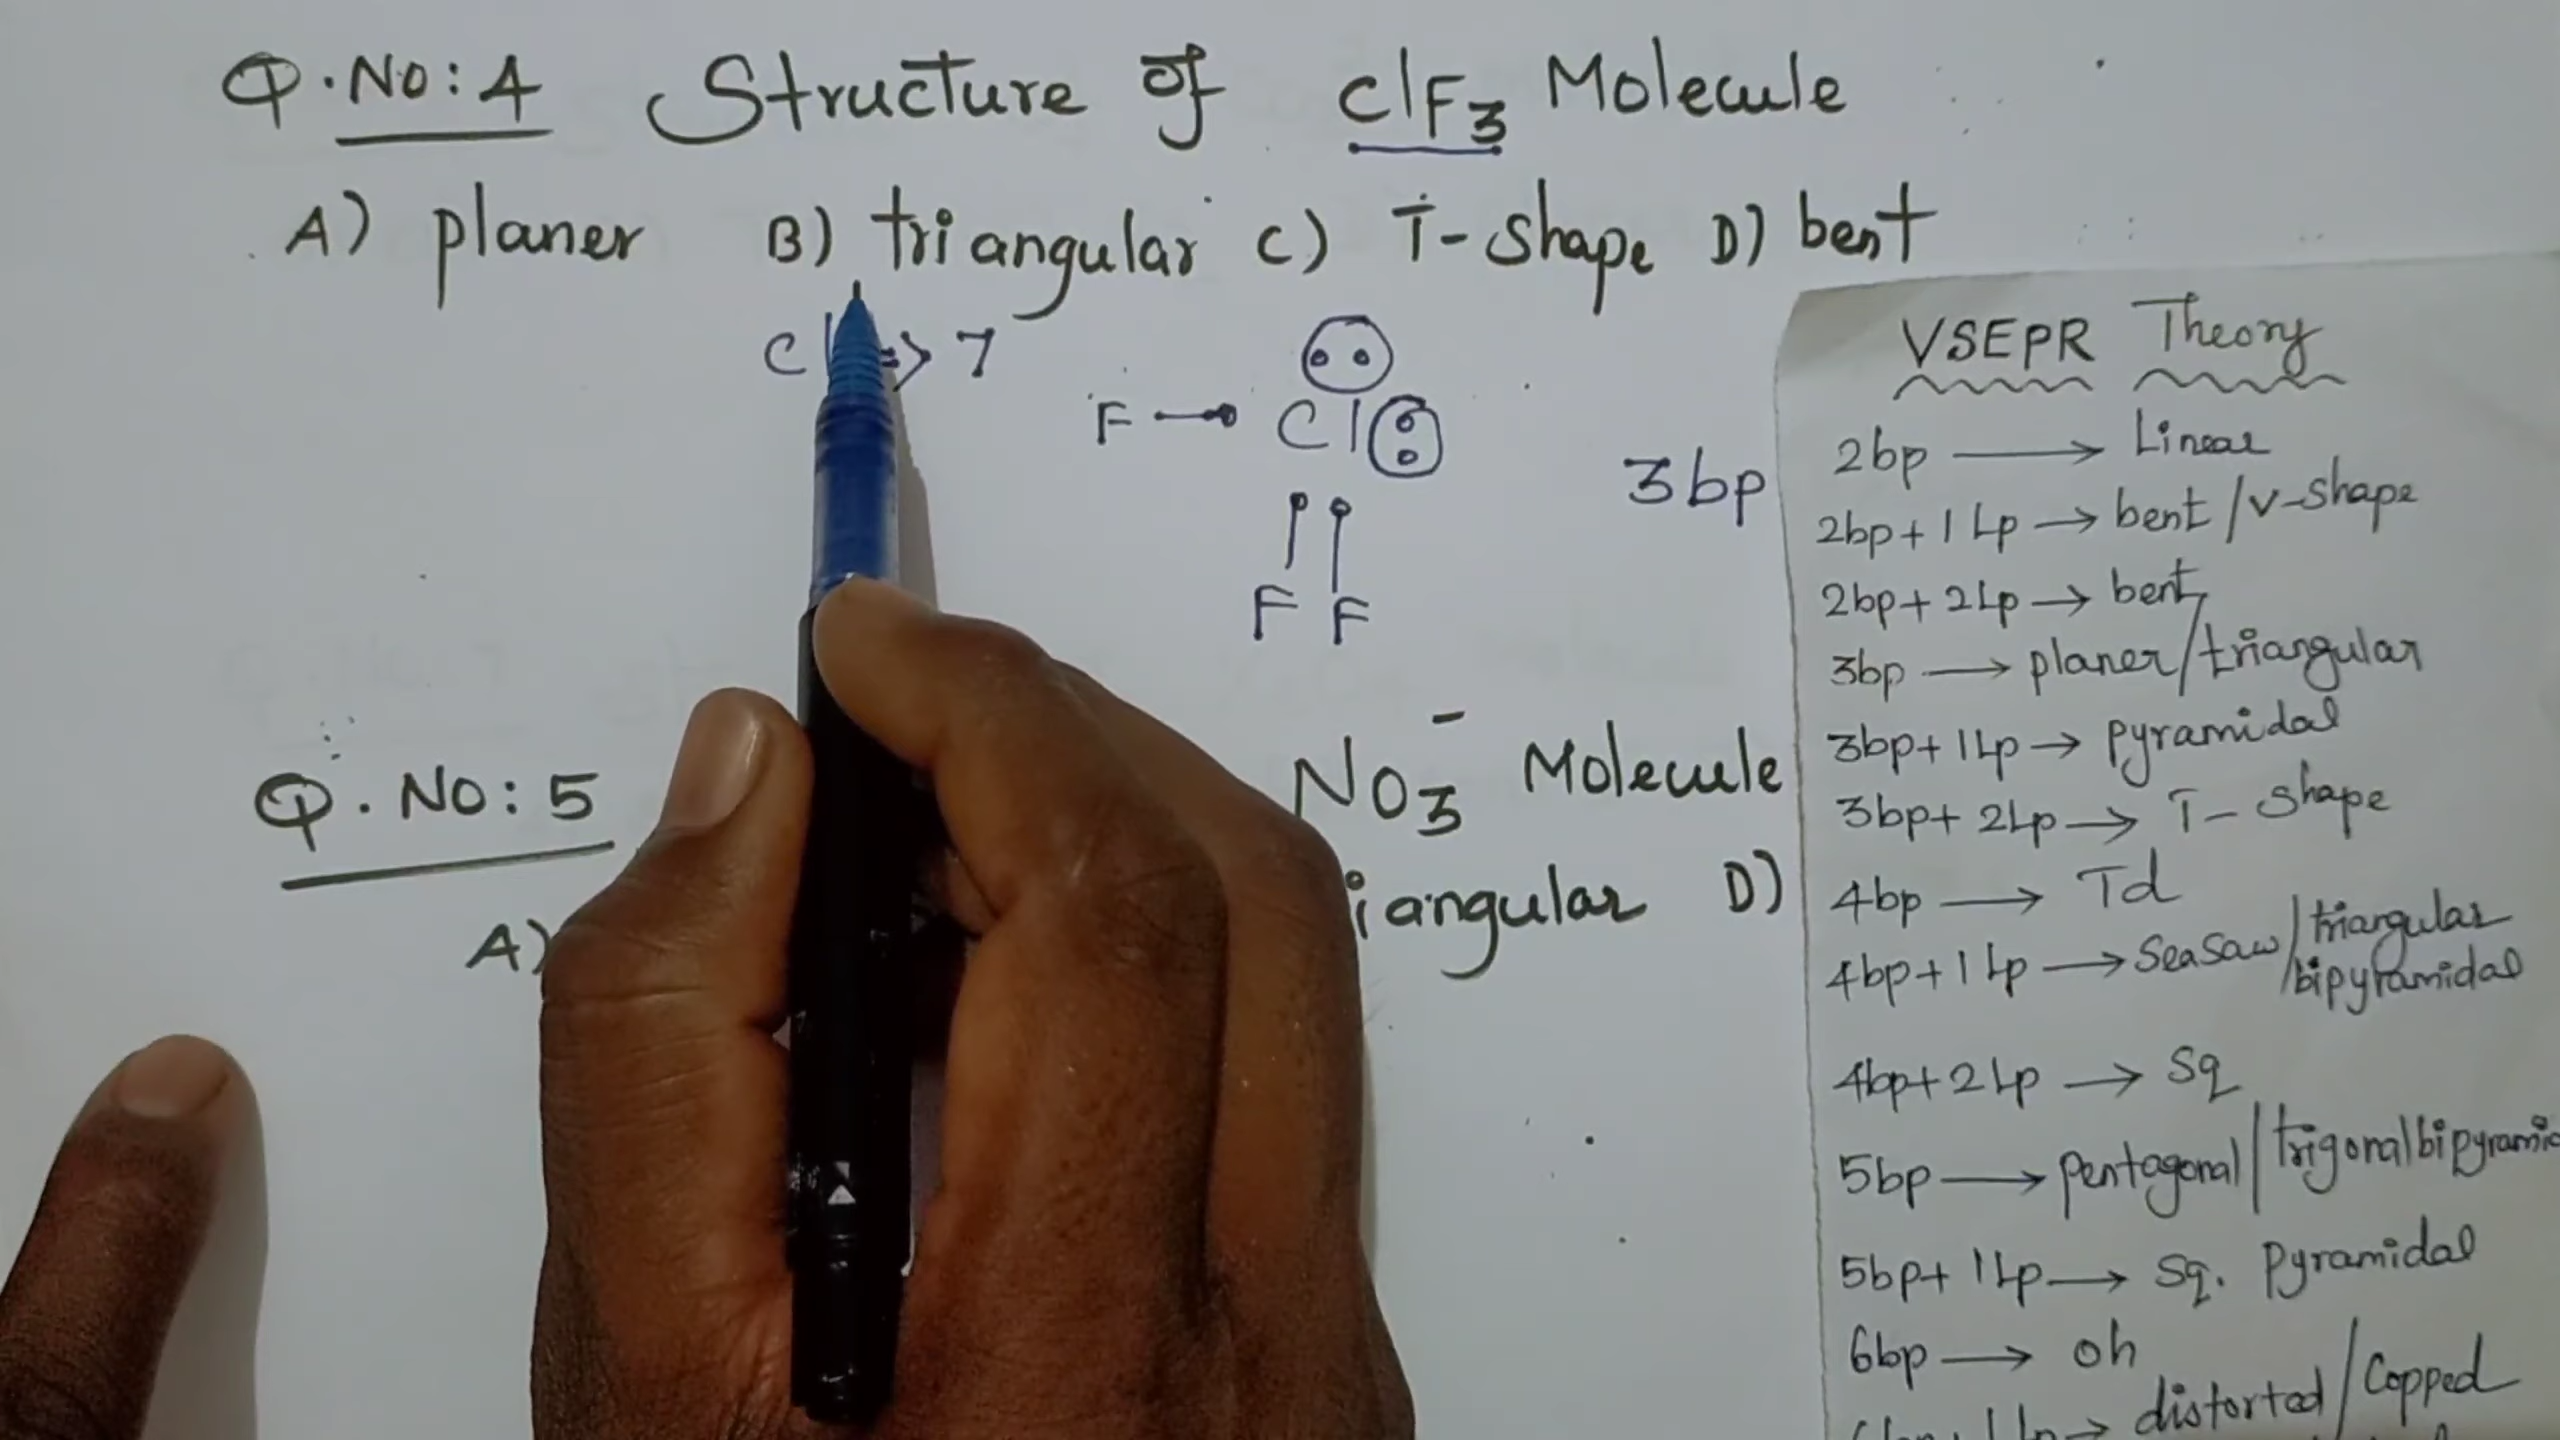 Q. No: 4 Structure of ClF3 Molecule
A) planer B) triangular C) T-shape D) bent
Cl => 7
F Cl
F F
3bp
Q. No: 5 NO3- Molecule
A) iangular D)
VSEPR Theory
2bp → Linear
2bp + 1Lp → bent / v-shape
2bp + 2Lp → bent
3bp → planer / triangular
3bp + 1Lp → pyramidal
3bp + 2Lp → T- shape
4bp → Td
4bp + 1Lp → Seasaw / triangular bipyramidal
4bp + 2Lp → Sq
5bp → pentagonal / trigonalbipyramid
5bp + 1Lp → Sq. Pyramidal
6bp → oh
distorted / Copped